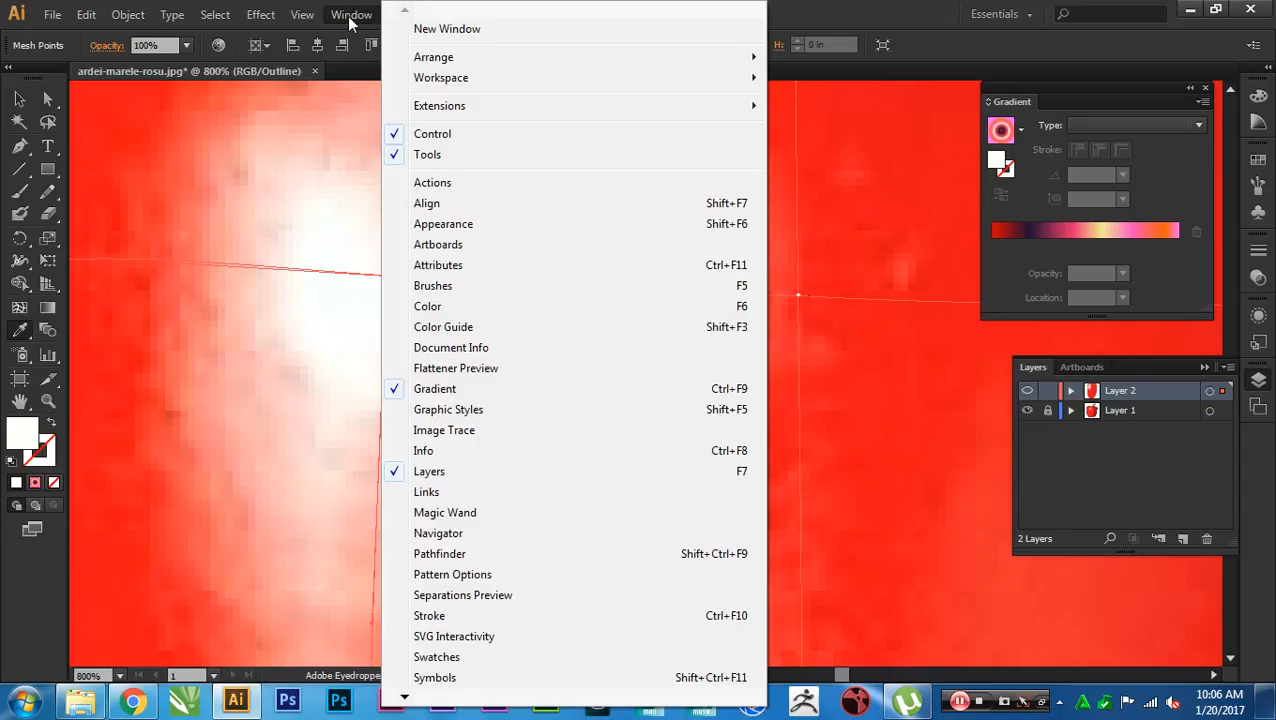 Ai File Edit Object Type Select Effect View Window Essentials
Mesh Points Opacity: 100% H: 0 in
ardei-marele-rosu.jpg* @ 800% (RGB/Outline) ×
New Window
Arrange
Workspace
Extensions
Control
Tools
Actions
Align Shift+F7
Appearance Shift+F6
Artboards
Attributes Ctrl+F11
Brushes F5
Color F6
Color Guide Shift+F3
Document Info
Flattener Preview
Gradient Ctrl+F9
Graphic Styles Shift+F5
Image Trace
Info Ctrl+F8
Layers F7
Links
Magic Wand
Navigator
Pathfinder Shift+Ctrl+F9
Pattern Options
Separations Preview
Stroke Ctrl+F10
SVG Interactivity
Swatches
Symbols Shift+Ctrl+F11
Gradient
Type:
Stroke:
Opacity:
Location:
Layers Artboards
Layer 2
Layer
2 Layers
800% 1 Adobe Eyedropper
Ai Ps Ps
10:06 AM
2/20/2017